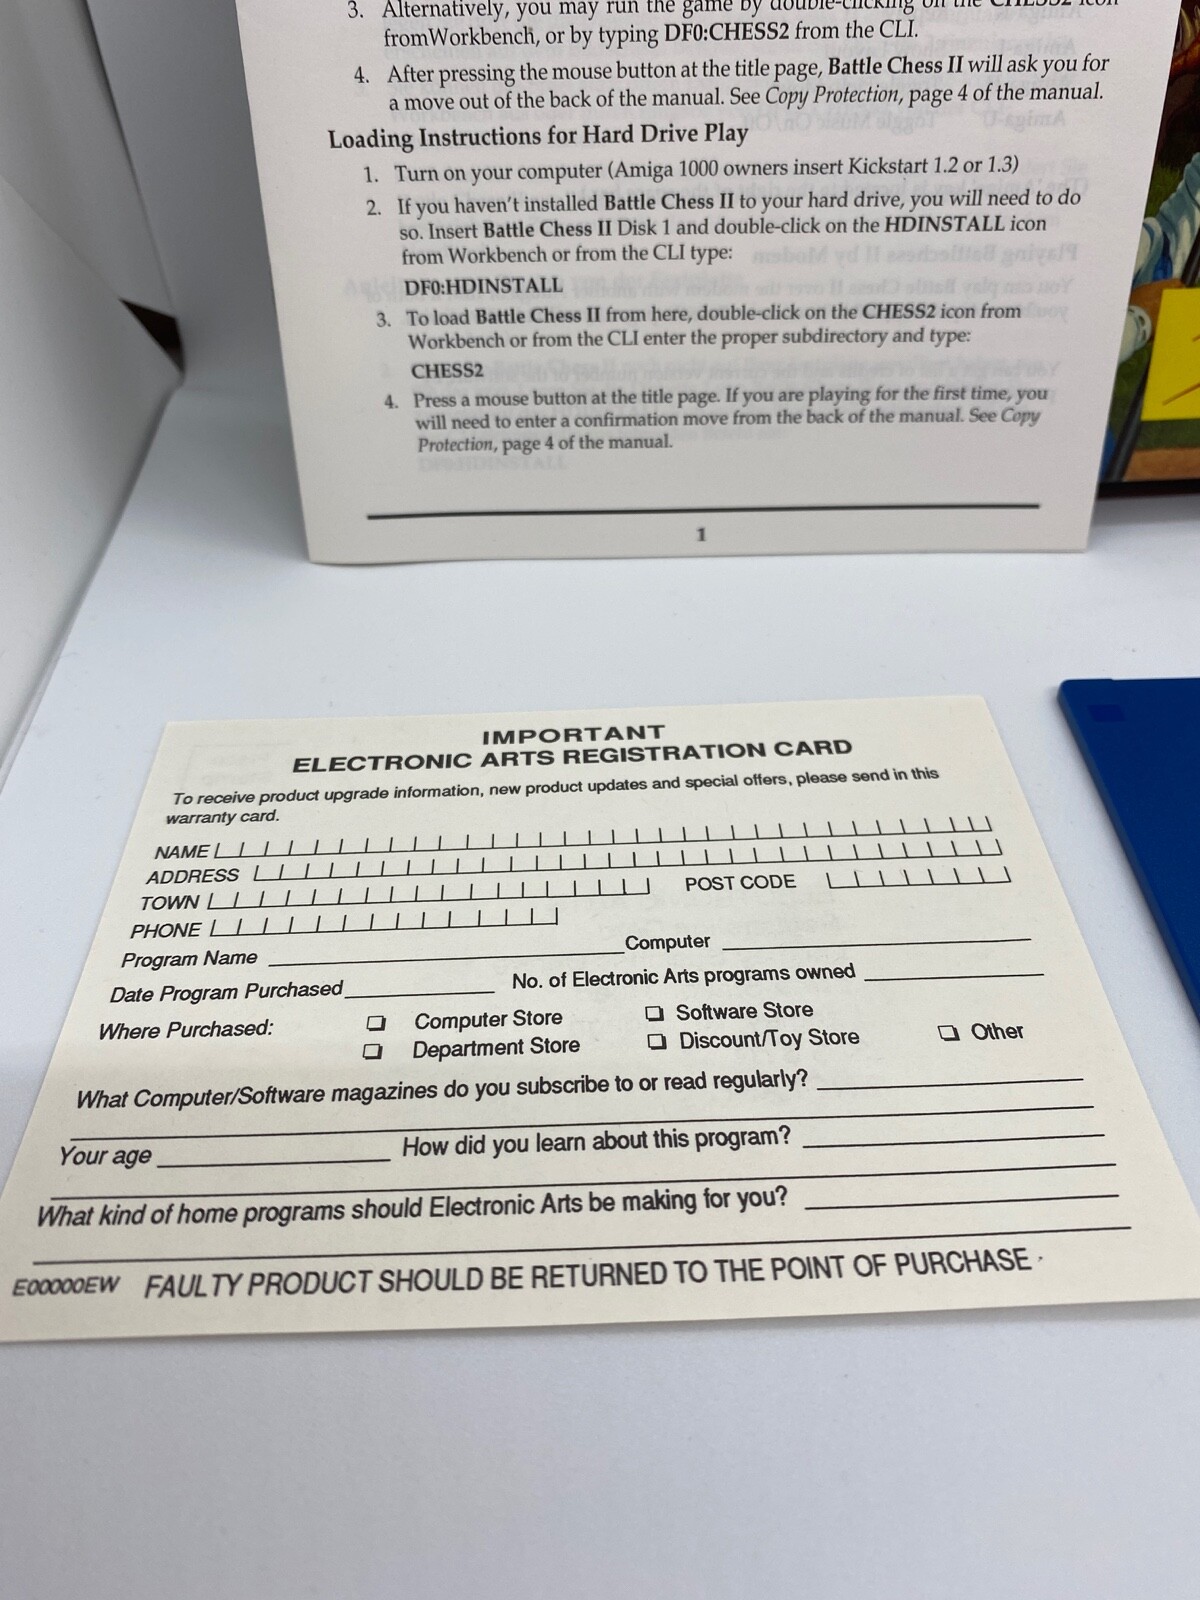 3. Alternatively, you may run the game by double-clicking on the CHESS2 icon
fromWorkbench, or by typing DF0:CHESS2 from the CLI.
4. After pressing the mouse button at the title page, Battle Chess II will ask you for
a move out of the back of the manual. See Copy Protection, page 4 of the manual.
Loading Instructions for Hard Drive Play
1. Turn on your computer (Amiga 1000 owners insert Kickstart 1.2 or 1.3)
2. If you haven't installed Battle Chess II to your hard drive, you will need to do
so. Insert Battle Chess II Disk 1 and double-click on the HDINSTALL icon
from Workbench or from the CLI type:
DF0:HDINSTALL
3. To load Battle Chess II from here, double-click on the CHESS2 icon from
Workbench or from the CLI enter the proper subdirectory and type:
CHESS2
4. Press a mouse button at the title page. If you are playing for the first time, you
will need to enter a confirmation move from the back of the manual. See Copy
Protection, page 4 of the manual.
1
IMPORTANT
ELECTRONIC ARTS REGISTRATION CARD
To receive product upgrade information, new product updates and special offers, please send in this
warranty card.
NAME
ADDRESS
TOWN POST CODE
PHONE
Program Name Computer
Date Program Purchased No. of Electronic Arts programs owned
Where Purchased: Computer Store Software Store
Department Store Discount/Toy Store Other
What Computer/Software magazines do you subscribe to or read regularly?
Your age How did you learn about this program?
What kind of home programs should Electronic Arts be making for you?
E00000EW FAULTY PRODUCT SHOULD BE RETURNED TO THE POINT OF PURCHASE